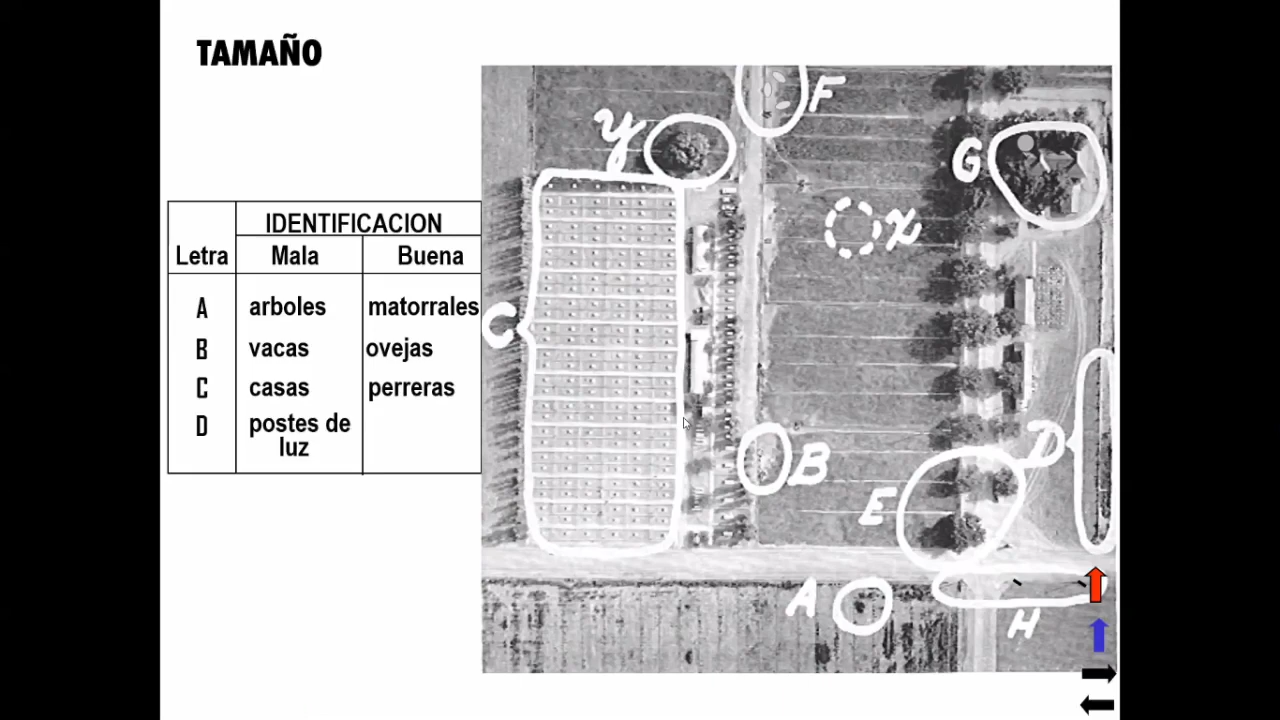 TAMAÑO
IDENTIFICACION
Letra Mala Buena
A arboles matorrales
B vacas ovejas
C casas perreras
D postes de
luz
F
y
G
x
C
D
B
E
A
H